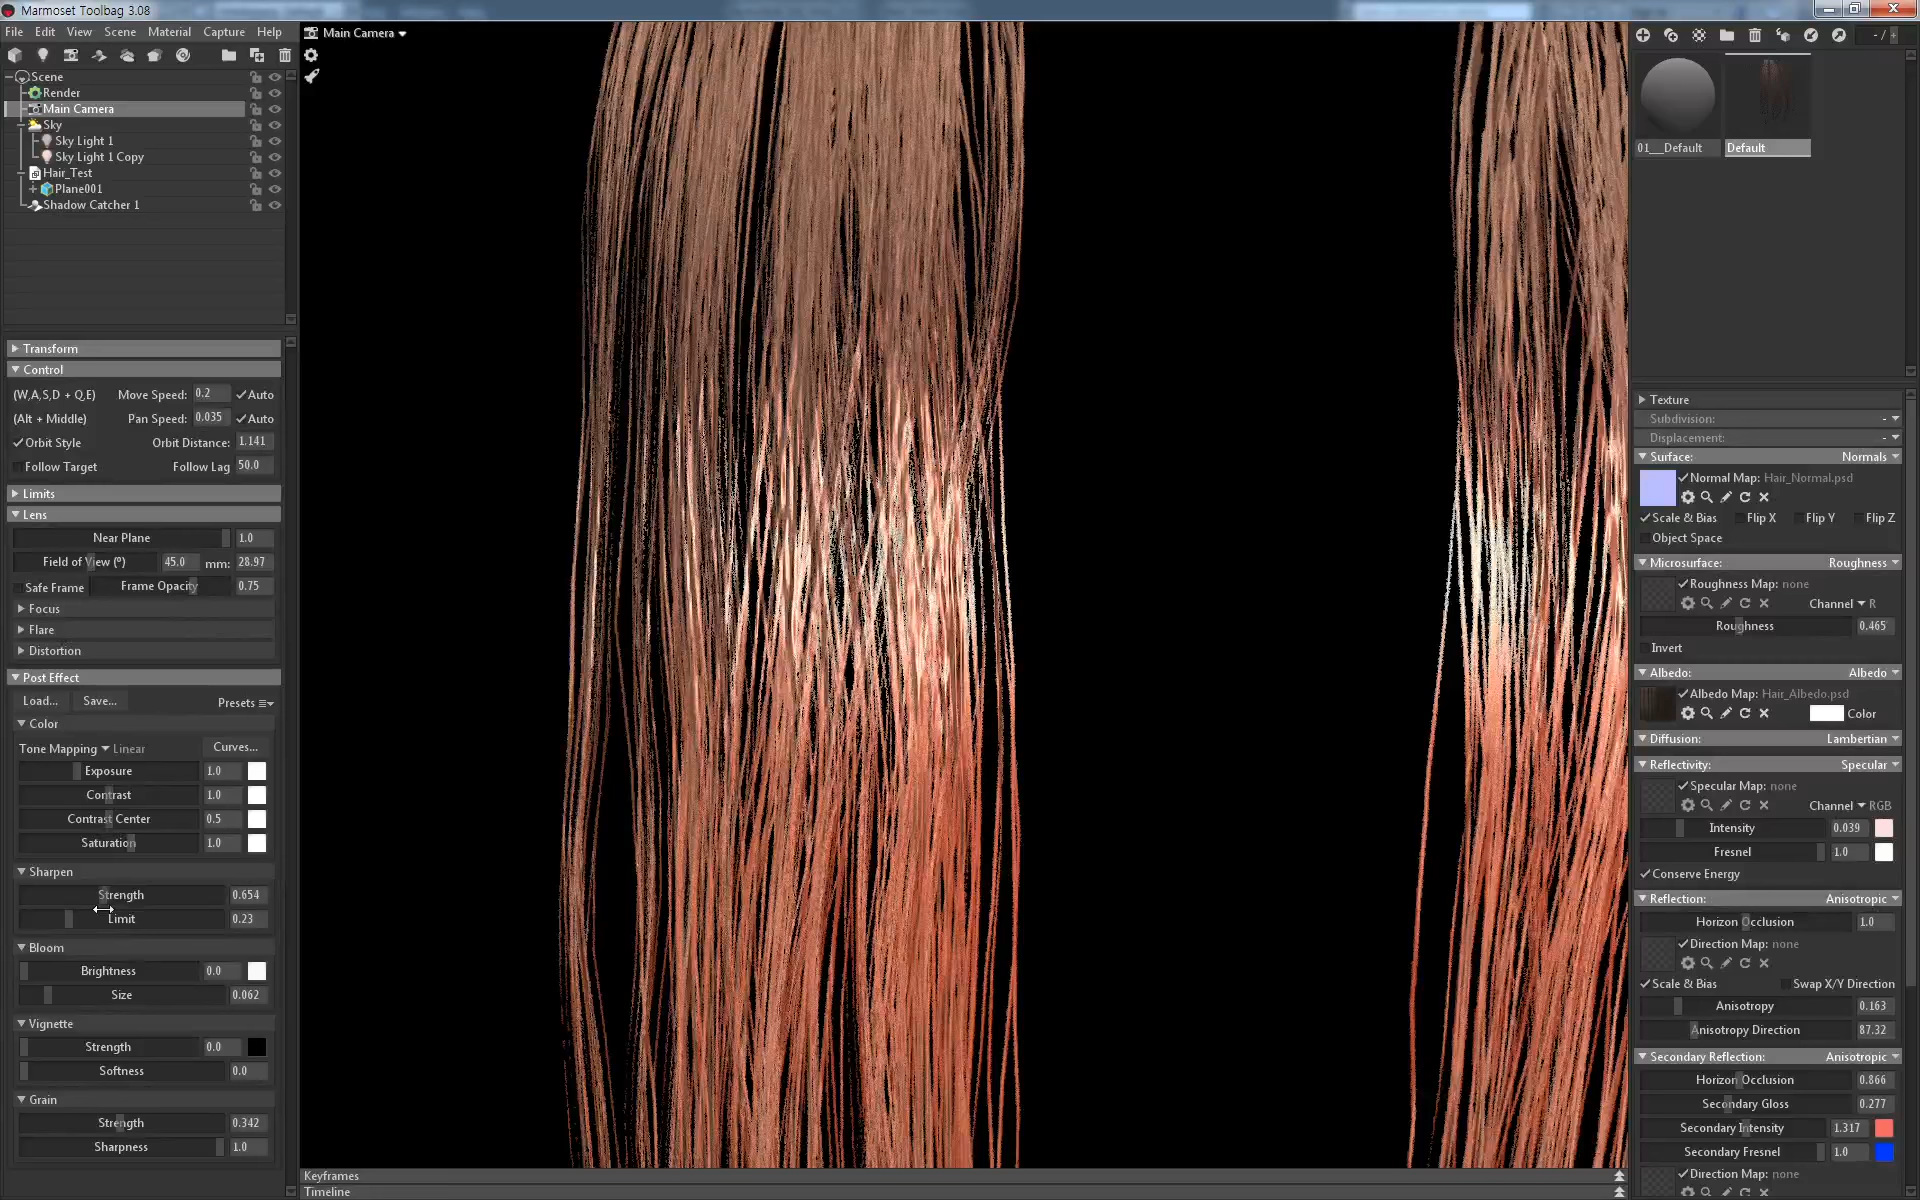 Marmoset Toolbag 3.08
File Edit View Scene Material Capture Help
Scene
Render
Main Camera
Sky
Sky Light 1
Sky Light 1 Copy
Hair_Test
Plane001
Shadow Catcher 1
Transform
Control
(W,A,S,D + Q,E) Move Speed: 0.2 Auto
(Alt + Middle) Pan Speed: 0.035 Auto
Orbit Style Orbit Distance: 1.141
Follow Target Follow Lag 50.0
Limits
Lens
Near Plane 1.0
Field of View (º) 45.0 mm: 28.97
Safe Frame Frame Opacity 0.75
Focus
Flare
Distortion
Post Effect
Load... Save... Presets
Color
Tone Mapping Linear Curves...
Exposure 1.0
Contrast 1.0
Contrast Center 0.5
Saturation 1.0
Sharpen
Strength 0.654
Limit 0.23
Bloom
Brightness 0.0
Size 0.062
Vignette
Strength 0.0
Softness 0.0
Grain
Strength 0.342
Sharpness 1.0
Main Camera
Keyframes
Timeline
- / +
01__Default Default
Texture
Subdivision: -
Displacement: -
Surface: Normals
Normal Map: Hair_Normal.psd
Scale & Bias Flip X Flip Y Flip Z
Object Space
Microsurface: Roughness
Roughness Map: none
Channel R
Roughness 0.465
Invert
Albedo: Albedo
Albedo Map: Hair_Albedo.psd
Color
Diffusion: Lambertian
Reflectivity: Specular
Specular Map: none
Channel RGB
Intensity 0.039
Fresnel 1.0
Conserve Energy
Reflection: Anisotropic
Horizon Occlusion 1.0
Direction Map: none
Scale & Bias Swap X/Y Direction
Anisotropy 0.163
Anisotropy Direction 87.32
Secondary Reflection: Anisotropic
Horizon Occlusion 0.866
Secondary Gloss 0.277
Secondary Intensity 1.317
Secondary Fresnel 1.0
Direction Map: none